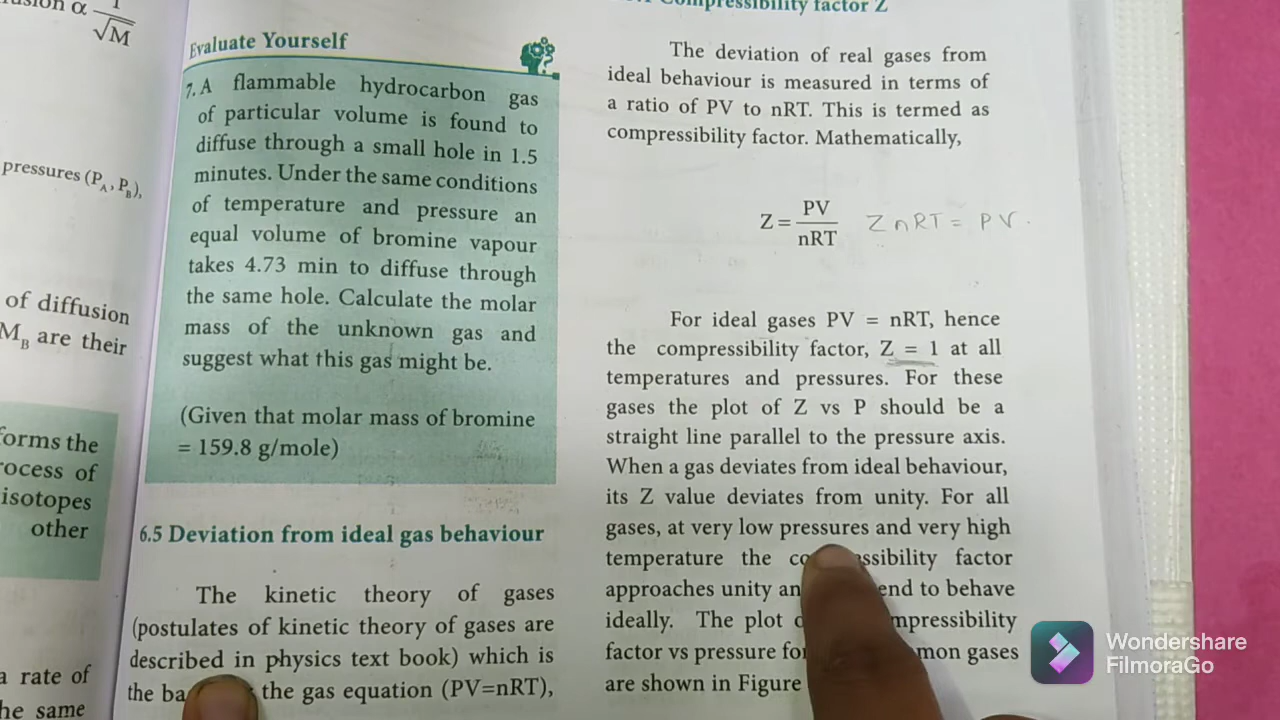 α 1
√M
pressures (P_A, P_B),
of diffusion
M_B are their
forms the
rocess of
isotopes
other
a rate of
he same
Evaluate Yourself
7. A flammable hydrocarbon gas
of particular volume is found to
diffuse through a small hole in 1.5
minutes. Under the same conditions
of temperature and pressure an
equal volume of bromine vapour
takes 4.73 min to diffuse through
the same hole. Calculate the molar
mass of the unknown gas and
suggest what this gas might be.
(Given that molar mass of bromine
= 159.8 g/mole)
6.5 Deviation from ideal gas behaviour
The kinetic theory of gases
(postulates of kinetic theory of gases are
described in physics text book) which is
the the gas equation (PV=nRT),
Compressibility factor Z
The deviation of real gases from
ideal behaviour is measured in terms of
a ratio of PV to nRT. This is termed as
compressibility factor. Mathematically,
Z = PV / nRT ZnRT = PV.
For ideal gases PV = nRT, hence
the compressibility factor, Z = 1 at all
temperatures and pressures. For these
gases the plot of Z vs P should be a
straight line parallel to the pressure axis.
When a gas deviates from ideal behaviour,
its Z value deviates from unity. For all
gases, at very low pressures and very high
temperature the factor
approaches unity to behave
ideally. The plot
factor vs pressure gases
are shown in Figure
Wondershare
FilmoraGo